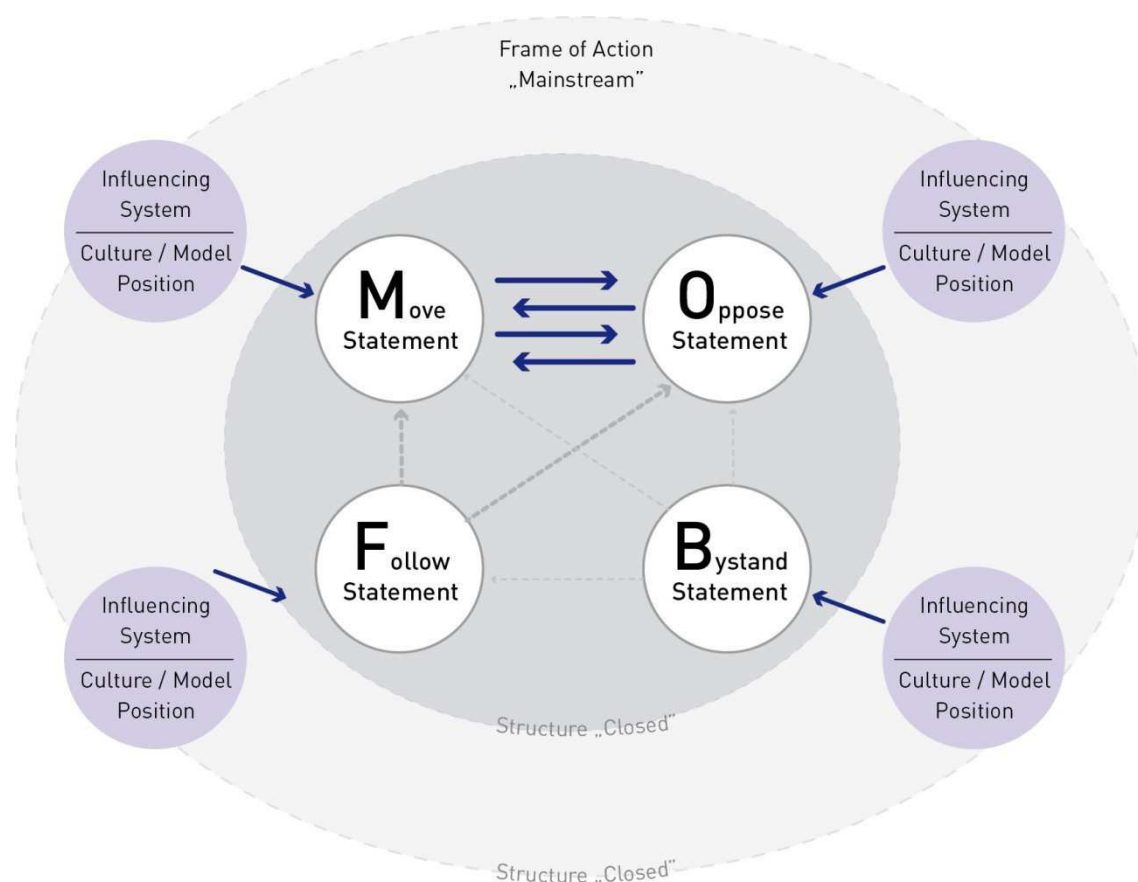 Frame of Action
„Mainstream”
Influencing
System
Culture / Model
Position
Influencing
System
Culture / Model
Position
Move
Statement
Oppose
Statement
Follow
Statement
Bystand
Statement
Influencing
System
Culture / Model
Position
Influencing
System
Culture / Model
Position
Structure „Closed”
Structure „Closed”